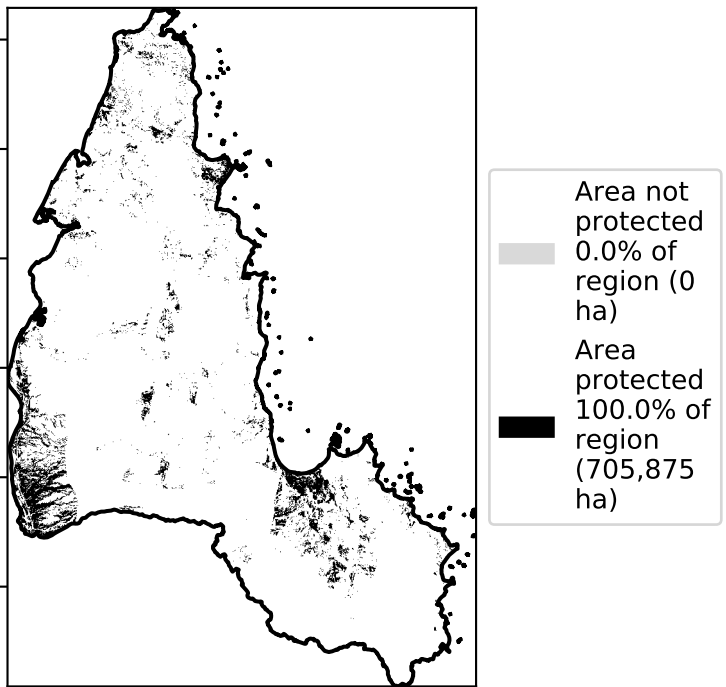 Area not
protected
0.0% of
region (0
ha)
Area
protected
100.0% of
region
(705,875
ha)